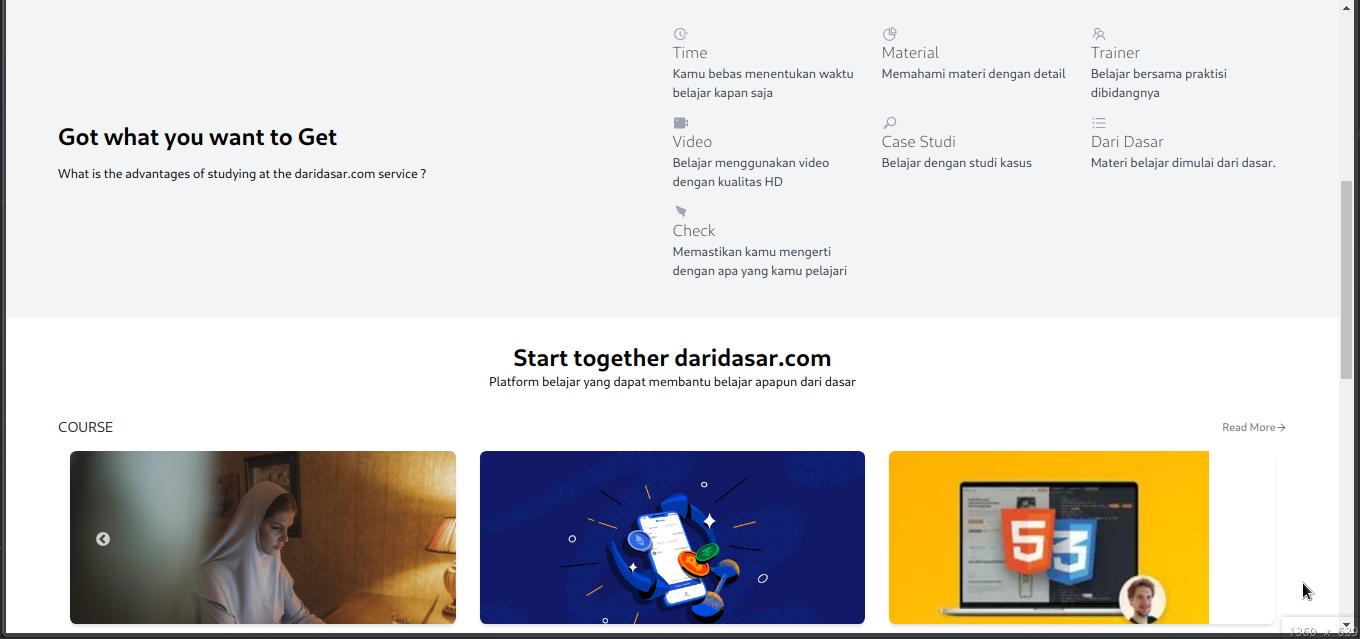 Time
Kamu bebas menentukan waktu
belajar kapan saja
Material
Memahami materi dengan detail
Trainer
Belajar bersama praktisi
dibidangnya
Got what you want to Get
What is the advantages of studying at the daridasar.com service ?
Video
Belajar menggunakan video
dengan kualitas HD
Case Studi
Belajar dengan studi kasus
Dari Dasar
Materi belajar dimulai dari dasar.
Check
Memastikan kamu mengerti
dengan apa yang kamu pelajari
Start together daridasar.com
Platform belajar yang dapat membantu belajar apapun dari dasar
COURSE
Read More→
5
3